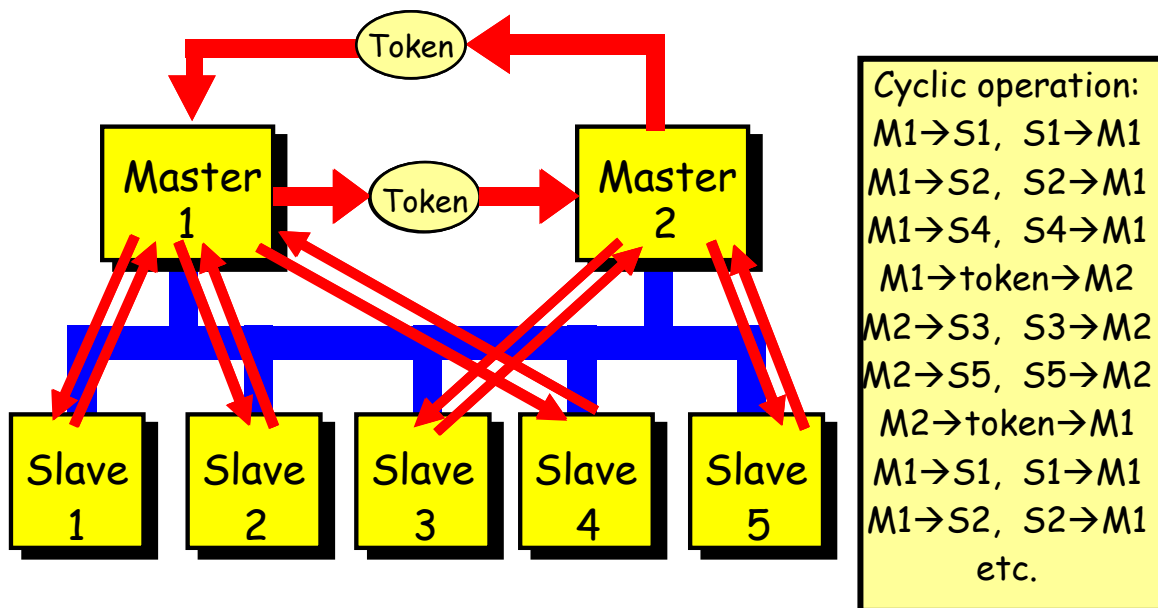 Token
Master
1
Token
Master
2
Slave
1
Slave
2
Slave
3
Slave
4
Slave
5
Cyclic operation:
M1→S1, S1→M1
M1→S2, S2→M1
M1→S4, S4→M1
M1→token→M2
M2→S3, S3→M2
M2→S5, S5→M2
M2→token→M1
M1→S1, S1→M1
M1→S2, S2→M1
etc.